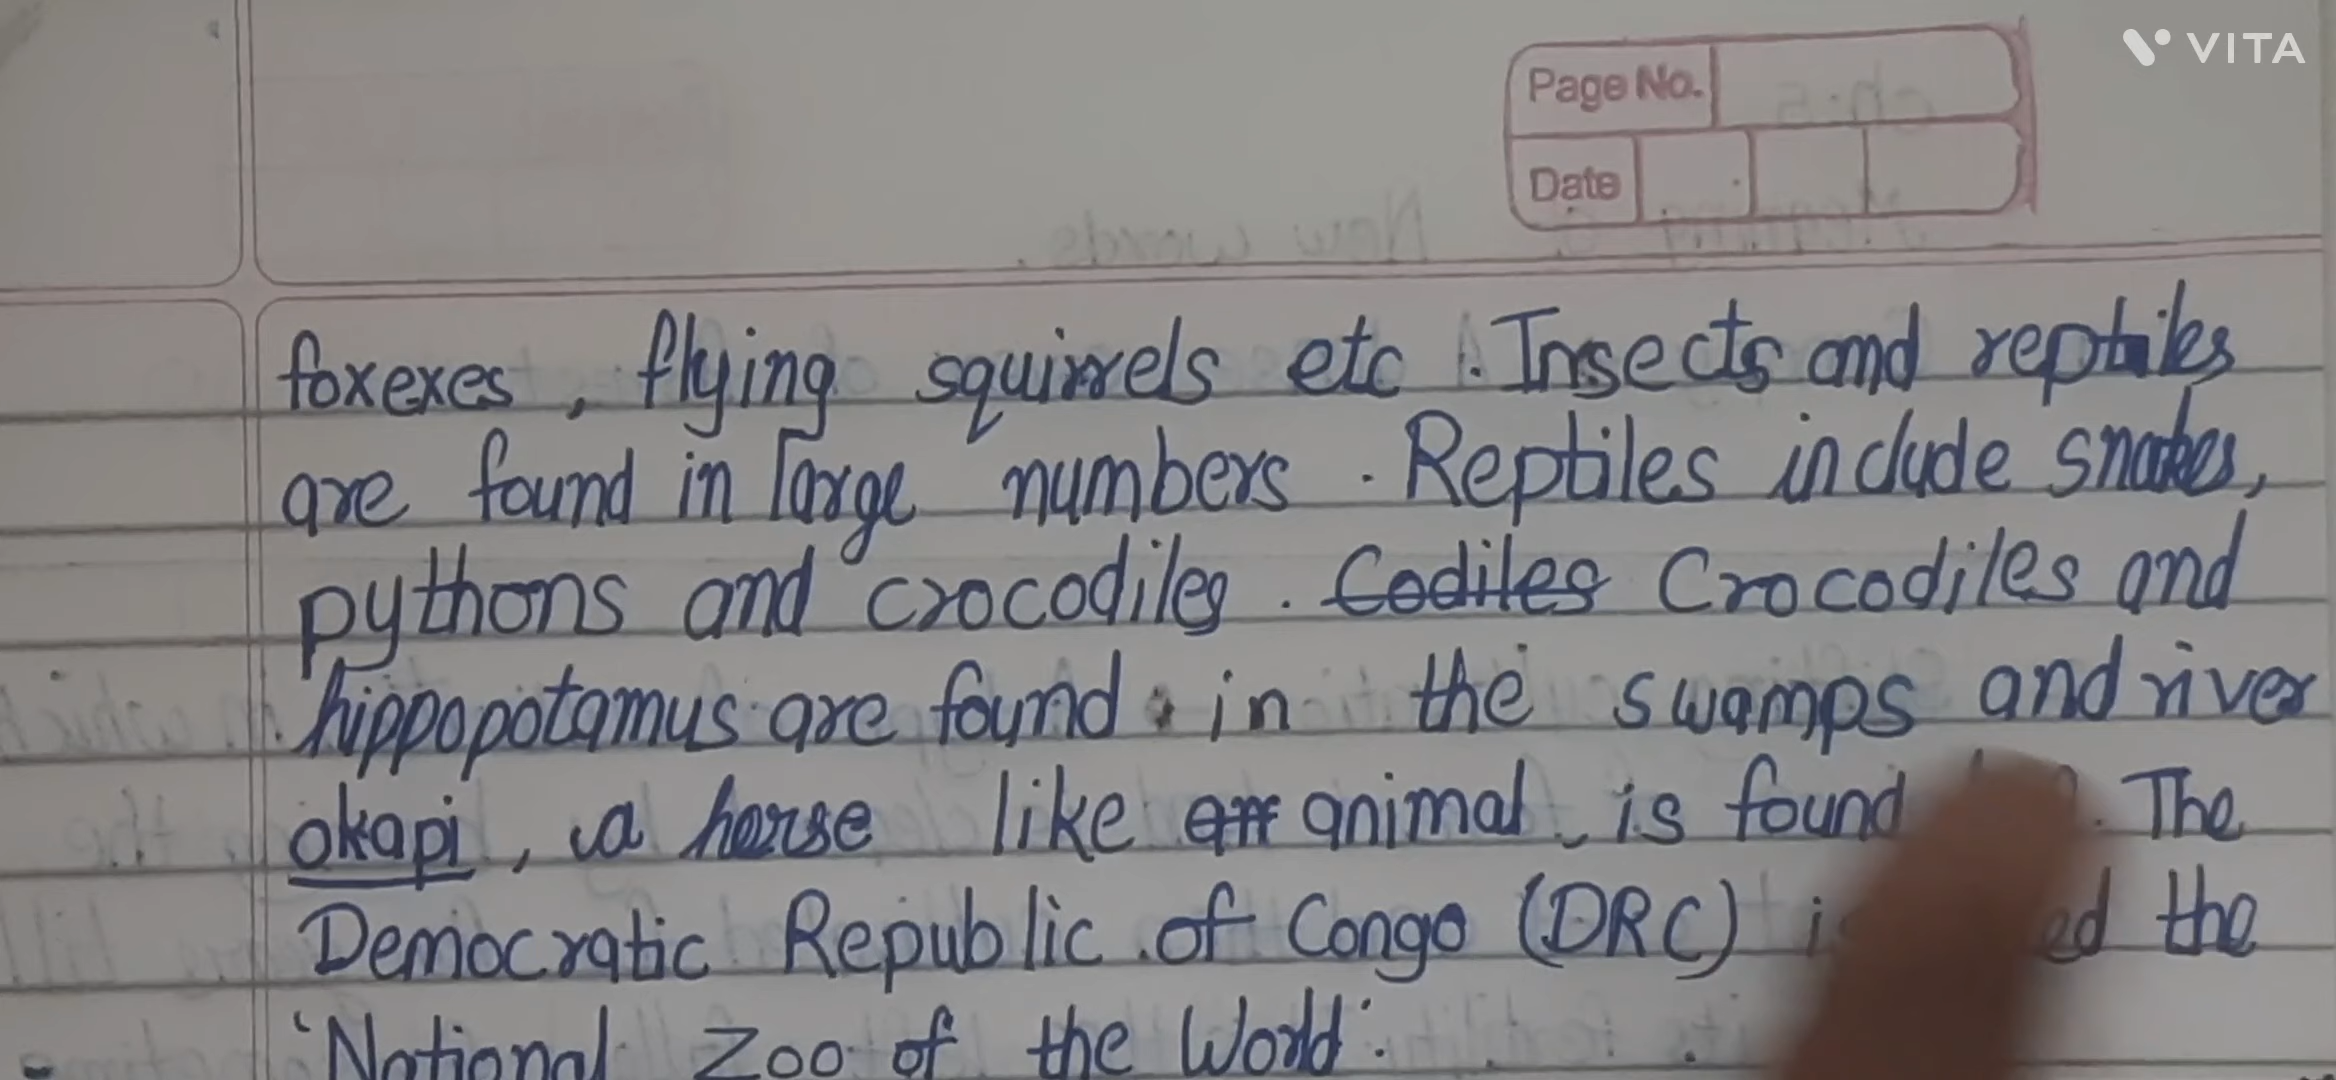 VITA
Page No.
Date
foxexes, flying squirrels etc. Insects and reptiles
are found in large numbers. Reptiles include snakes,
pythons and crocodiles. Codiles Crocodiles and
hippopotamus are found in the swamps and river
okapi, a horse like an animal is found The
Democratic Republic of Congo (DRC) the
'National Zoo of the World'.